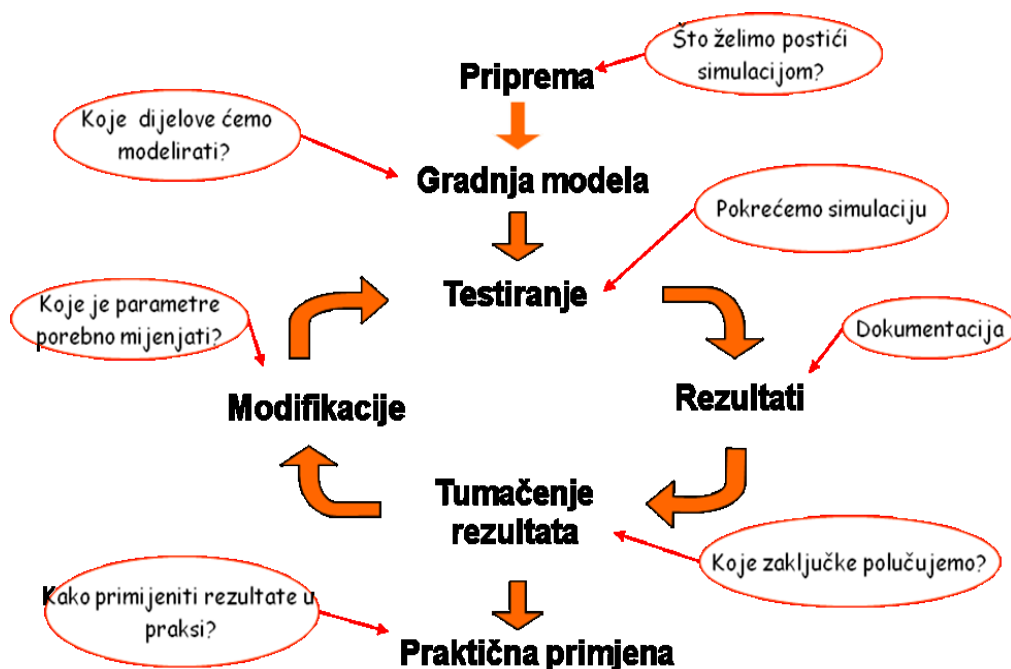 Što želimo postići
simulacijom?
Priprema
Koje dijelove ćemo
modelirati?
Gradnja modela
Pokrećemo simulaciju
Testiranje
Koje je parametre
porebno mijenjati?
Dokumentacija
Modifikacije
Rezultati
Tumačenje
rezultata
Koje zaključke polučujemo?
Kako primijeniti rezultate u
praksi?
Praktična primjena